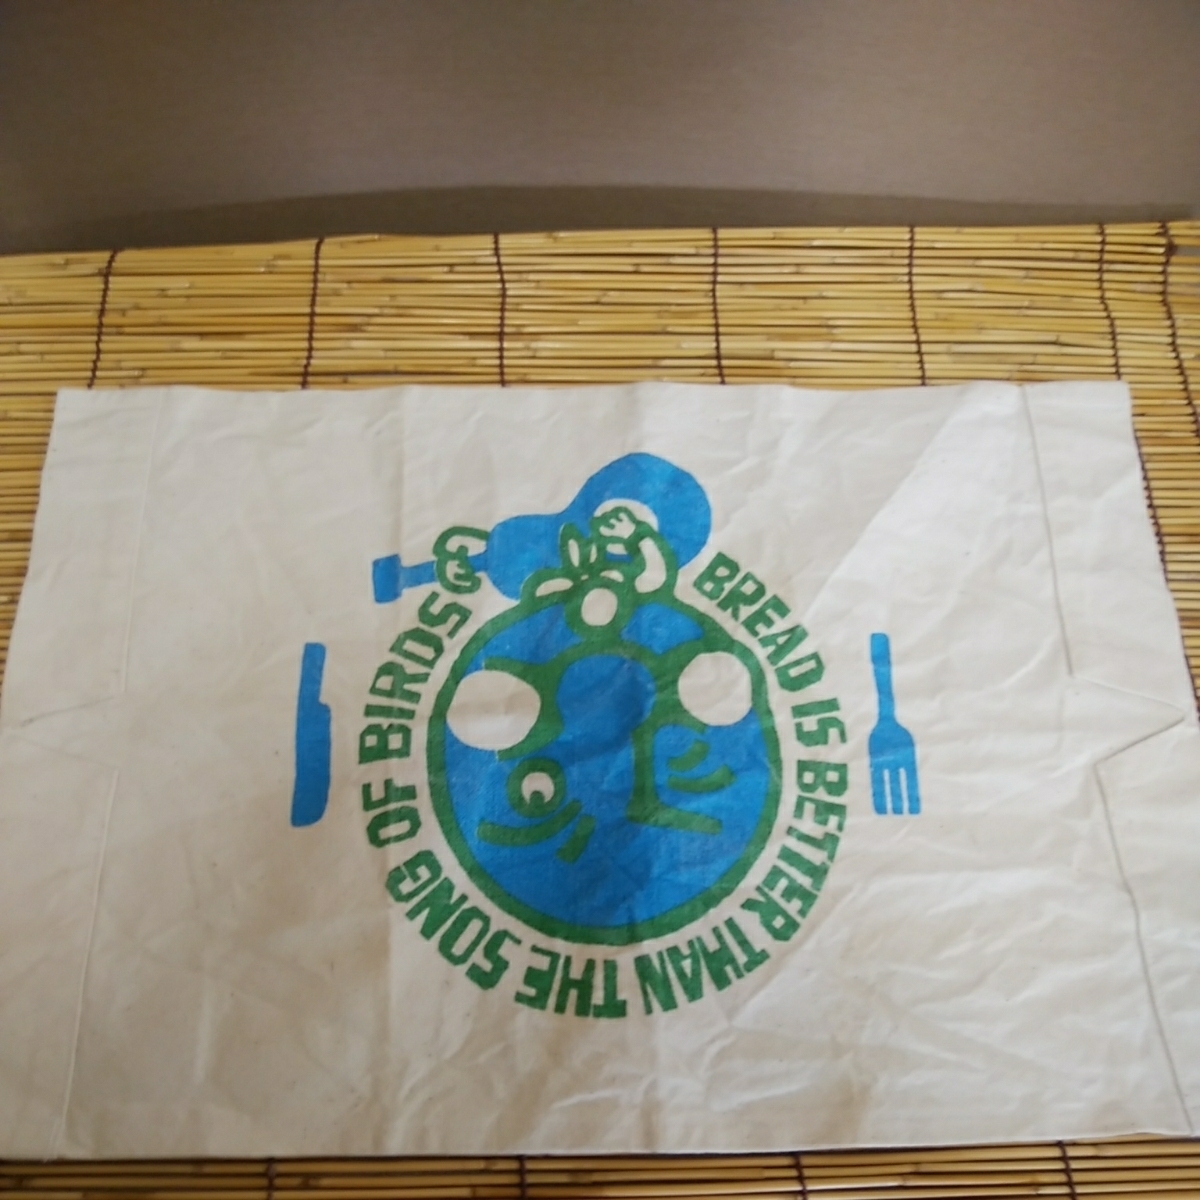 BREAD IS BETTER THAN THE SONG OF BIRDS